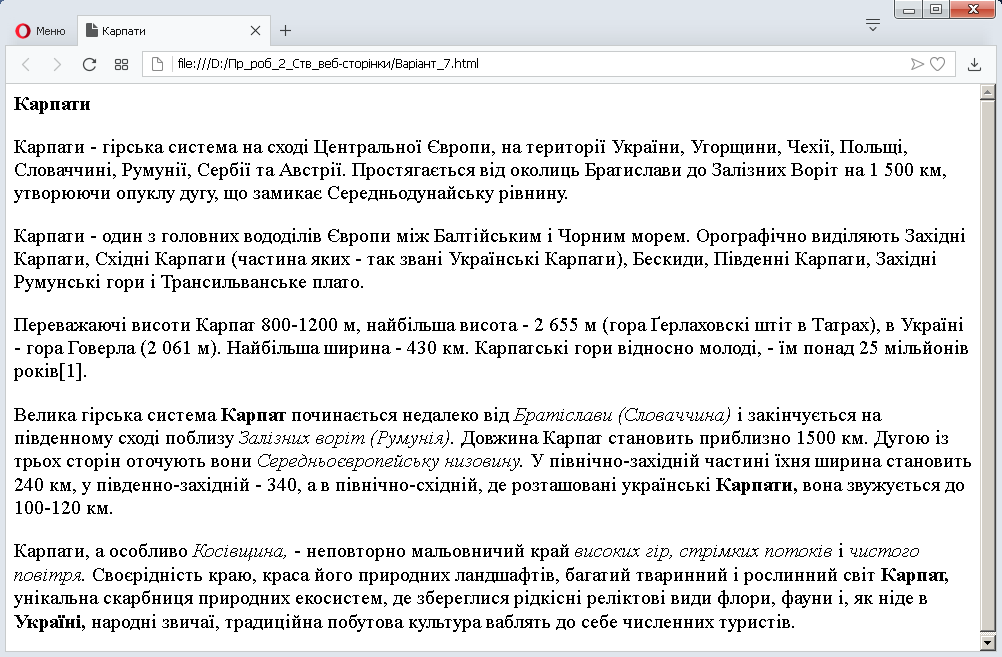 Меню
Карпати
file:///D:/Пр_роб_2_Ств_веб-сторінки/Варіант_7.html
Карпати
Карпати - гірська система на сході Центральної Європи, на території України, Угорщини, Чехії, Польщі,
Словаччині, Румунії, Сербії та Австрії. Простягається від околиць Братислави до Залізних Воріт на 1 500 км,
утворюючи опуклу дугу, що замикає Середньодунайську рівнину.
Карпати - один з головних вододілів Європи між Балтійським і Чорним морем. Орографічно виділяють Західні
Карпати, Східні Карпати (частина яких - так звані Українські Карпати), Бескиди, Південні Карпати, Західні
Румунські гори і Трансильванське плато.
Переважаючі висоти Карпат 800-1200 м, найбільша висота - 2 655 м (гора Ґерлаховскі штіт в Татрах), в Україні
- гора Говерла (2 061 м). Найбільша ширина - 430 км. Карпатські гори відносно молоді, - їм понад 25 мільйонів
років[1].
Велика гірська система Карпат починається недалеко від Братіслави (Словаччина) і закінчується на
південному сході поблизу Залізних воріт (Румунія). Довжина Карпат становить приблизно 1500 км. Дугою із
трьох сторін оточують вони Середньоєвропейську низовину. У північно-західній частині їхня ширина становить
240 км, у південно-західній - 340, а в північно-східній, де розташовані українські Карпати, вона звужується до
100-120 км.
Карпати, а особливо Косівщина, - неповторно мальовничий край високих гір, стрімких потоків і чистого
повітря. Своєрідність краю, краса його природних ландшафтів, багатий тваринний і рослинний світ Карпат,
унікальна скарбниця природних екосистем, де збереглися рідкісні реліктові види флори, фауни і, як ніде в
Україні, народні звичаї, традиційна побутова культура ваблять до себе численних туристів.